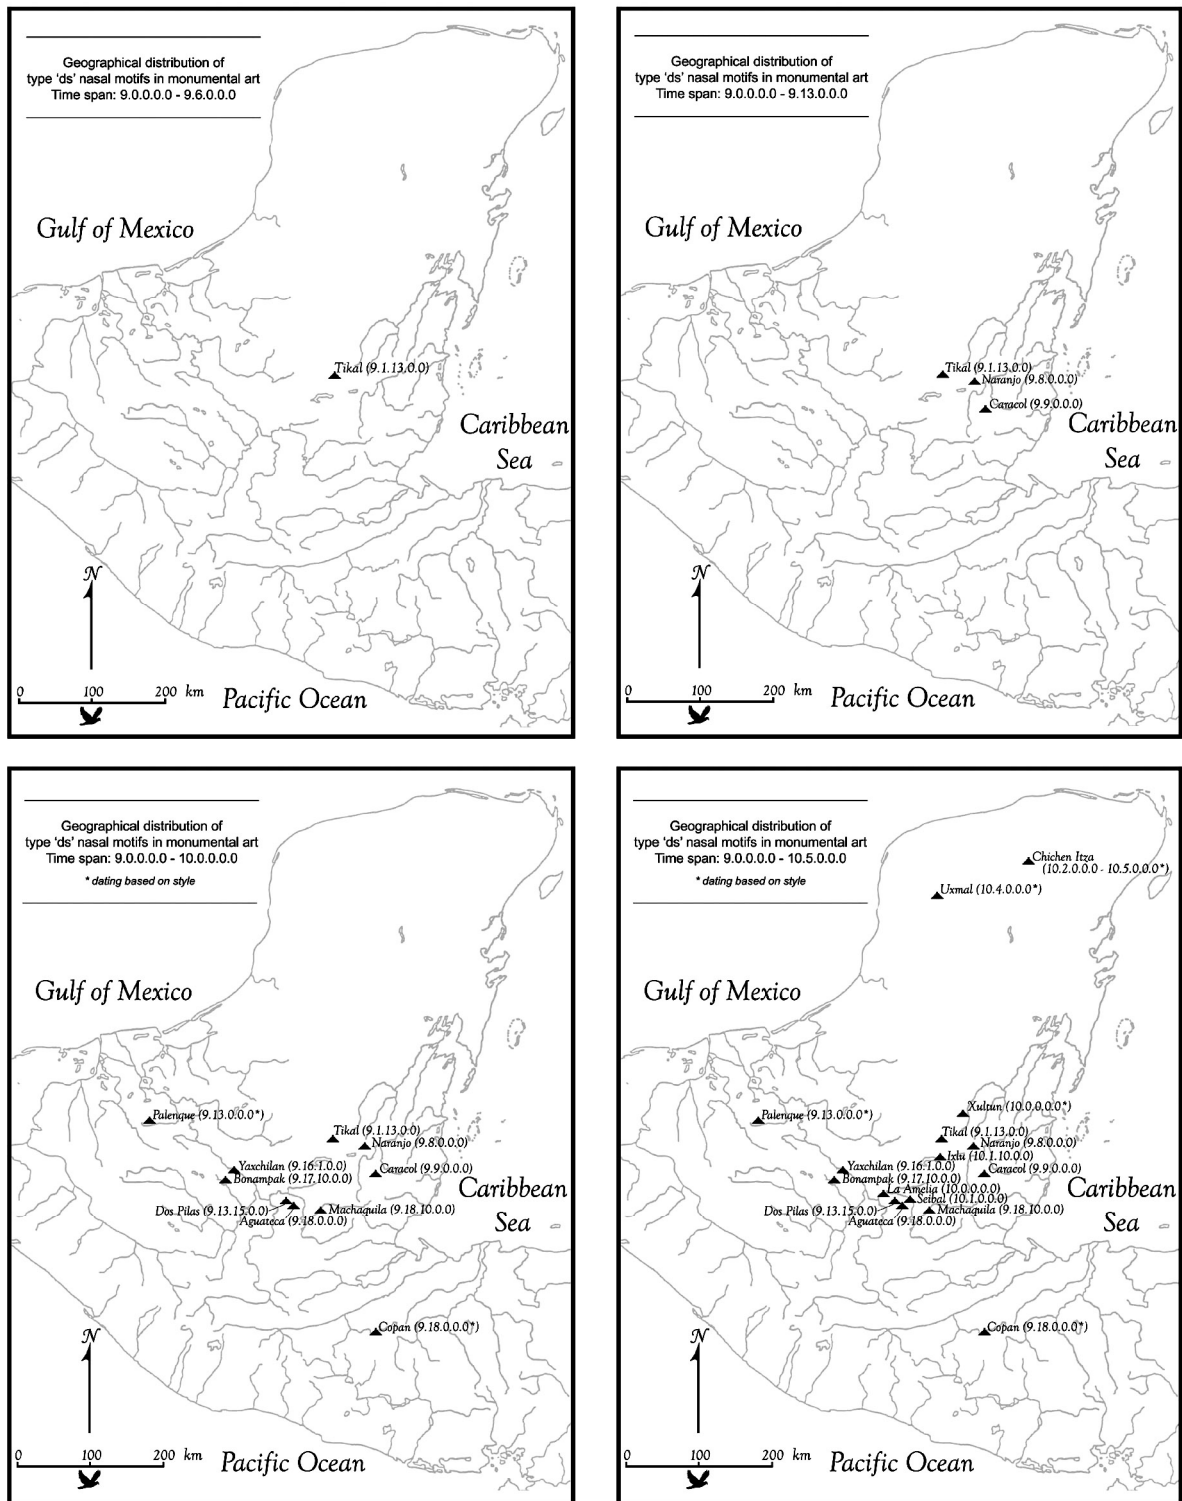 Geographical distribution of
type ‘ds’ nasal motifs in monumental art
Time span: 9.0.0.0.0 - 9.6.0.0.0
Gulf of Mexico
Tikal (9.1.13.0.0)
Caribbean
Sea
N
0 100 200 km
Pacific Ocean
Geographical distribution of
type ‘ds’ nasal motifs in monumental art
Time span: 9.0.0.0.0 - 9.13.0.0.0
Gulf of Mexico
Tikal (9.1.13.0.0)
Naranjo (9.8.0.0.0)
Caracol (9.9.0.0.0)
Caribbean
Sea
N
0 100 200 km
Pacific Ocean
Geographical distribution of
type ‘ds’ nasal motifs in monumental art
Time span: 9.0.0.0.0 - 10.0.0.0.0
* dating based on style
Gulf of Mexico
Palenque (9.13.0.0.0*)
Tikal (9.1.13.0.0)
Naranjo (9.8.0.0.0)
Yaxchilan (9.16.1.0.0)
Caracol (9.9.0.0.0)
Bonampak (9.17.10.0.0)
Caribbean
Sea
Dos Pilas (9.13.15.0.0)
Machaquila (9.18.10.0.0)
Aguateca (9.18.0.0.0)
Copan (9.18.0.0.0*)
N
0 100 200 km
Pacific Ocean
Geographical distribution of
type ‘ds’ nasal motifs in monumental art
Time span: 9.0.0.0.0 - 10.5.0.0.0
* dating based on style
Chichen Itza
(10.2.0.0.0 - 10.5.0.0.0*)
Uxmal (10.4.0.0.0*)
Gulf of Mexico
Xultun (10.0.0.0.0*)
Palenque (9.13.0.0.0*)
Tikal (9.1.13.0.0)
Naranjo (9.8.0.0.0)
Ixlu (10.1.10.0.0)
Yaxchilan (9.16.1.0.0)
Caracol (9.9.0.0.0)
Bonampak (9.17.10.0.0)
La Amelia (10.0.0.0.0)
Caribbean
Sea
Seibal (10.1.0.0.0)
Dos Pilas (9.13.15.0.0)
Machaquila (9.18.10.0.0)
Aguateca (9.18.0.0.0)
Copan (9.18.0.0.0*)
N
0 100 200 km
Pacific Ocean